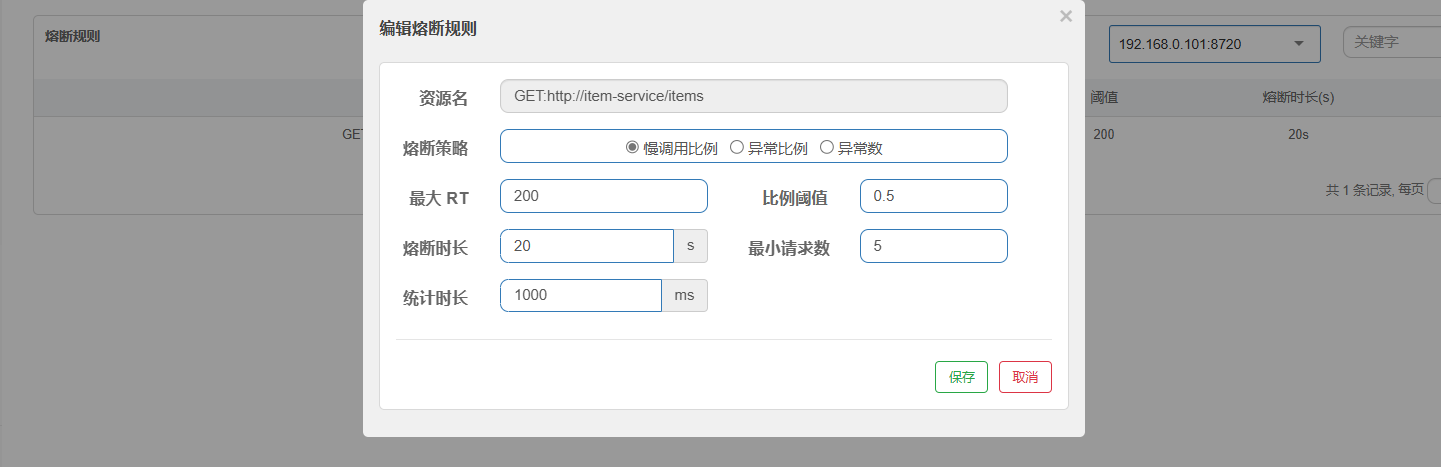 编辑熔断规则
×
熔断规则
192.168.0.101:8720
关键字
阈值
熔断时长(s)
GET
200
20s
共 1 条记录, 每页
资源名
GET:http://item-service/items
熔断策略
慢调用比例 异常比例 异常数
最大 RT 200 比例阈值 0.5
熔断时长 20 s 最小请求数 5
统计时长 1000 ms
保存 取消